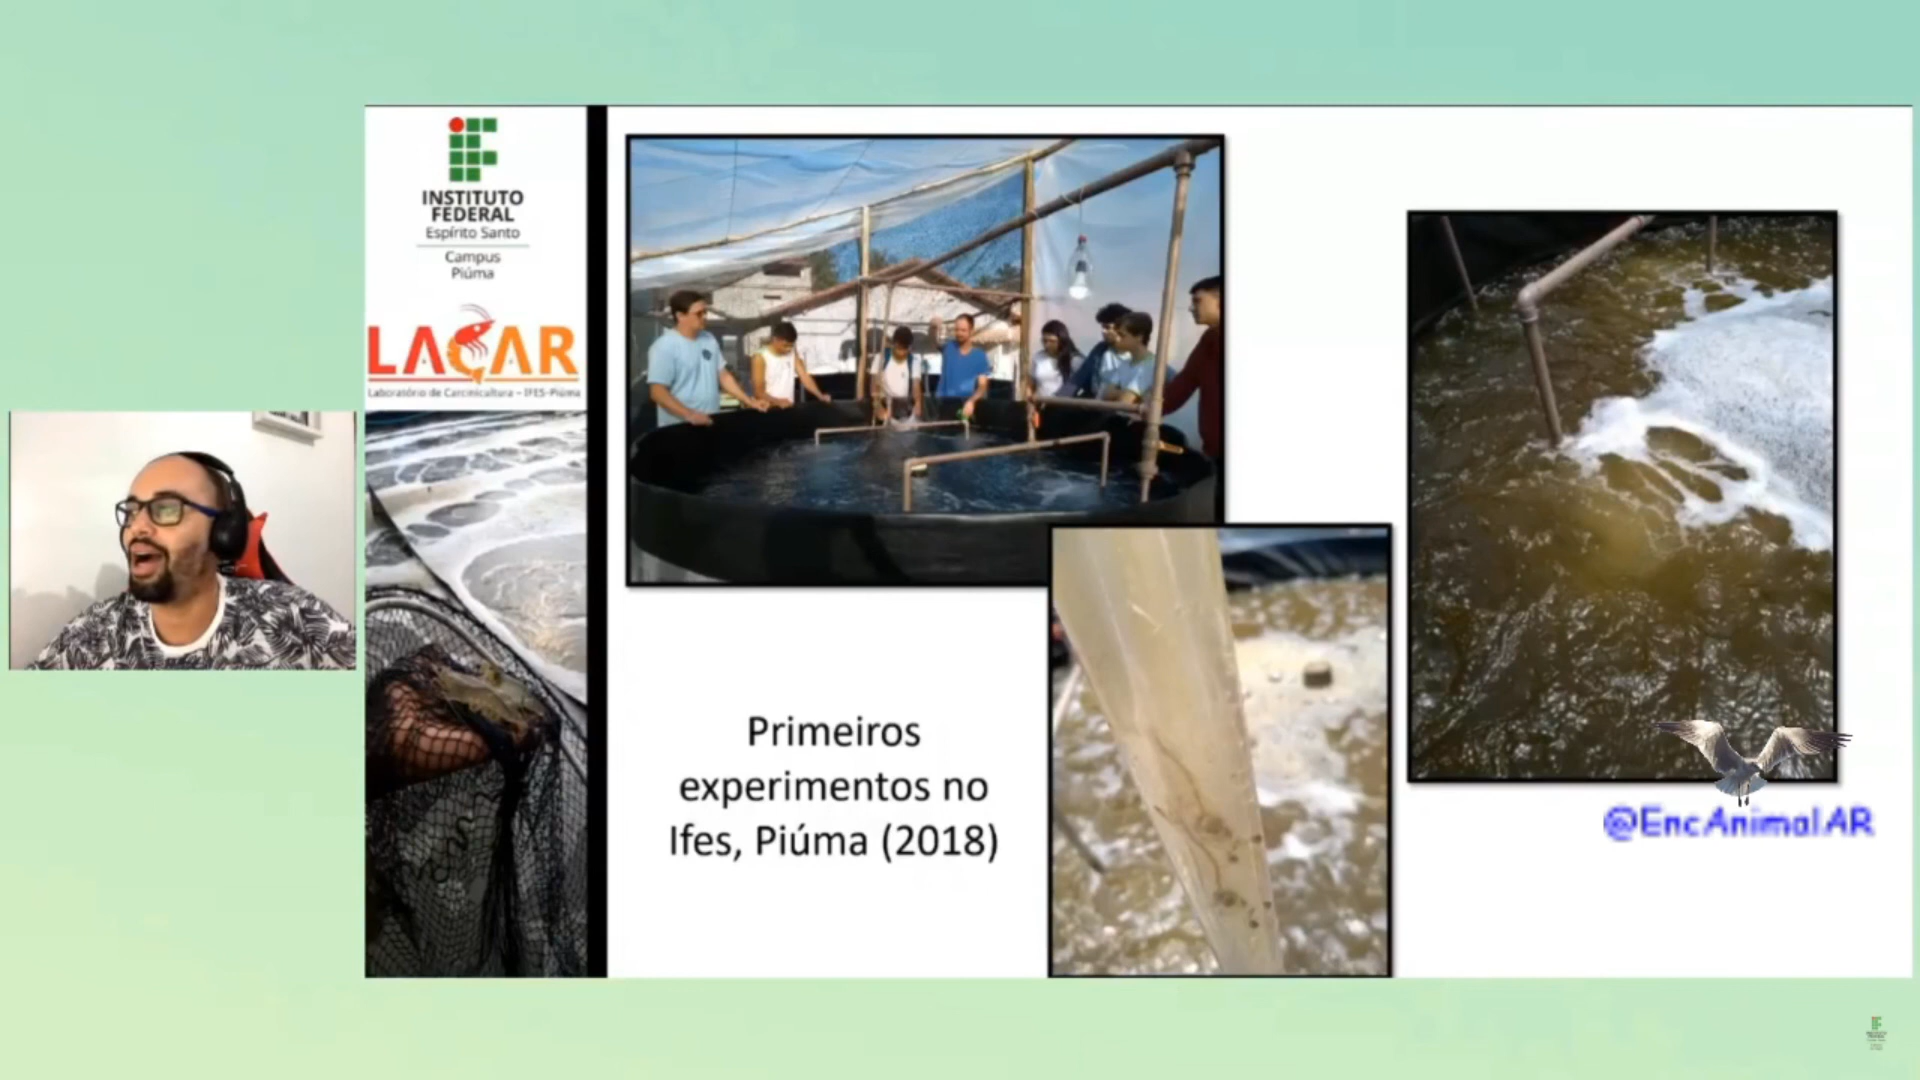 INSTITUTO
FEDERAL
Espírito Santo
Campus
Piúma
LACAR
Laboratório de Carcinicultura – IFES-Piúma
Primeiros
experimentos no
Ifes, Piúma (2018)
@EncAnimalAR